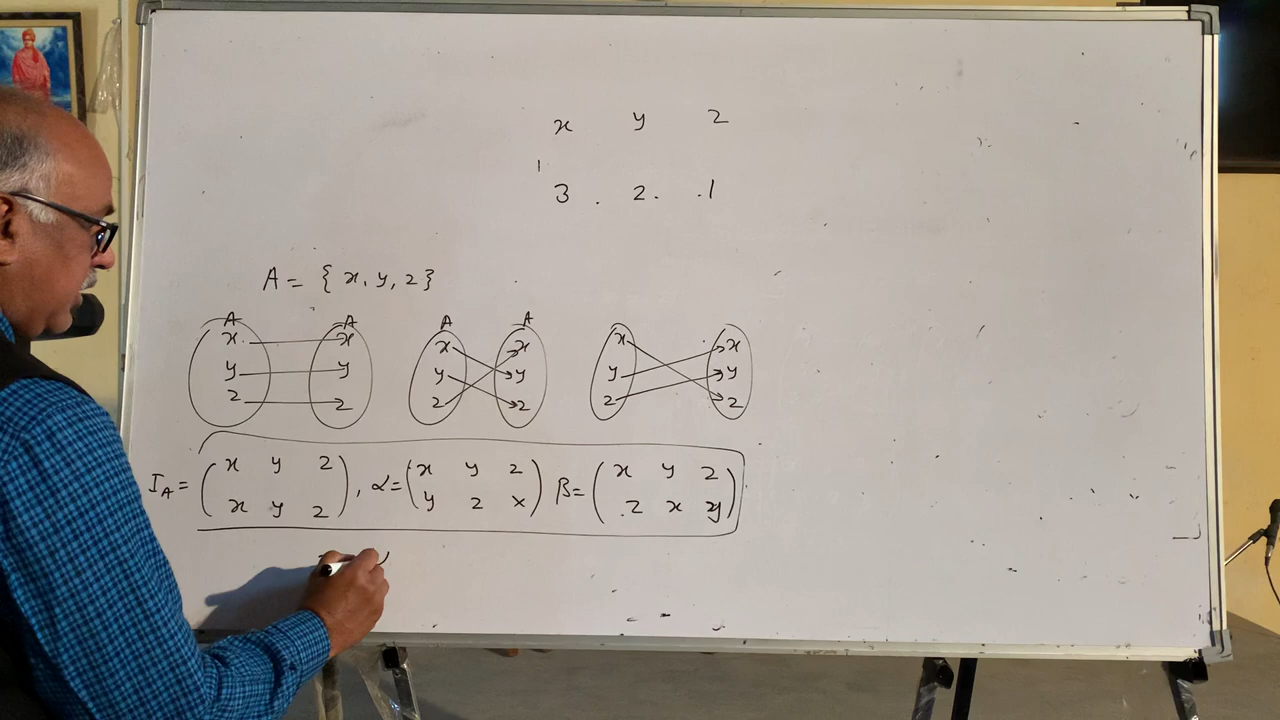 x y z
3 . 2 . . 1
A = { x, y, z }
A A A A
x x x x x x
y y y y y y
z z z z z z
I_A = ( x y z ) , α = ( x y z ) β = ( x y z )
( x y z ) ( y z x ) ( z x y )